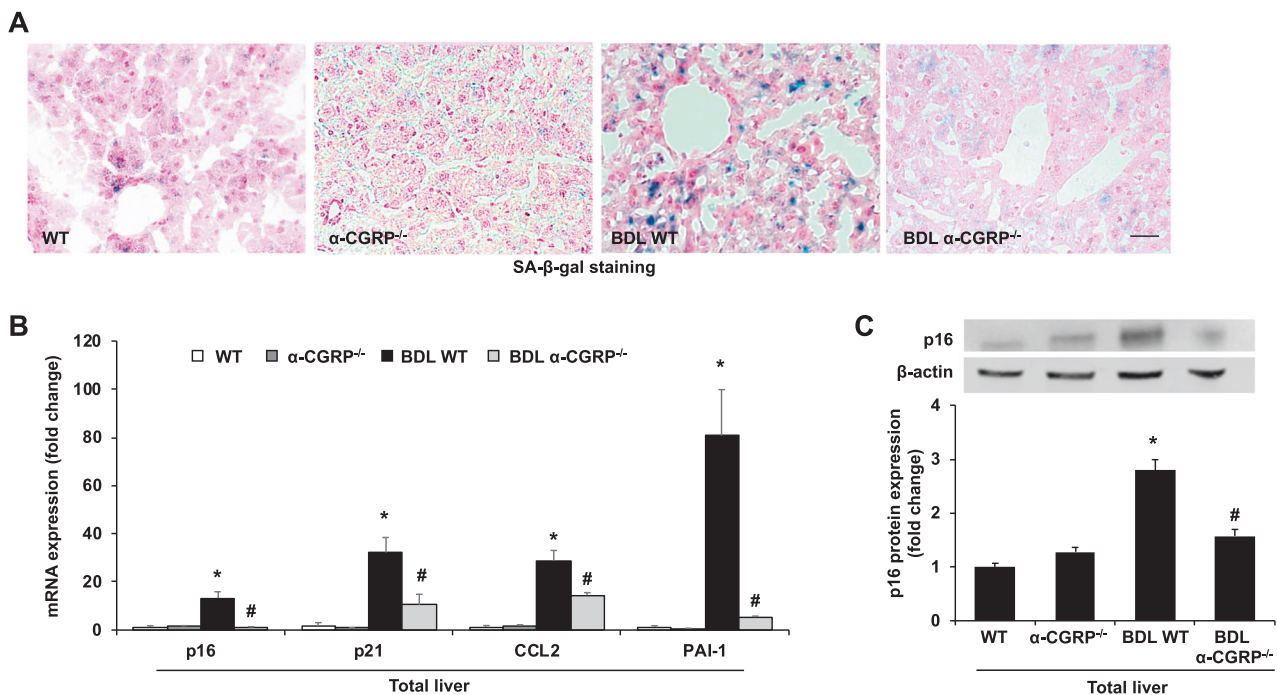 A
WT
α-CGRP⁻/⁻
BDL WT
BDL α-CGRP⁻/⁻
SA-β-gal staining
B
mRNA expression (fold change)
120
100
80
60
40
20
0
WT
α-CGRP⁻/⁻
BDL WT
BDL α-CGRP⁻/⁻
*
#
*
#
*
#
*
#
p16
p21
CCL2
PAI-1
Total liver
C
p16
β-actin
p16 protein expression
(fold change)
4
3
2
1
0
*
#
WT
α-CGRP⁻/⁻
BDL WT
BDL
α-CGRP⁻/⁻
Total liver